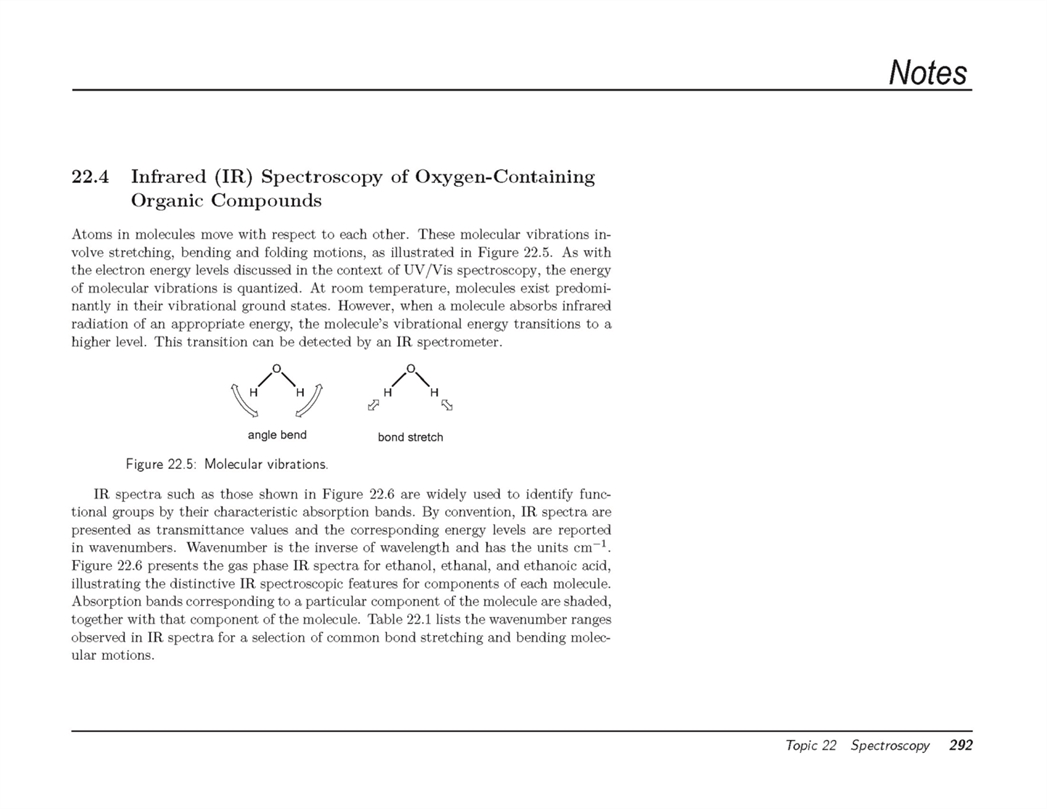 Notes
22.4 Infrared (IR) Spectroscopy of Oxygen-Containing
Organic Compounds
Atoms in molecules move with respect to each other. These molecular vibrations in-
volve stretching, bending and folding motions, as illustrated in Figure 22.5. As with
the electron energy levels discussed in the context of UV/Vis spectroscopy, the energy
of molecular vibrations is quantized. At room temperature, molecules exist predomi-
nantly in their vibrational ground states. However, when a molecule absorbs infrared
radiation of an appropriate energy, the molecule's vibrational energy transitions to a
higher level. This transition can be detected by an IR spectrometer.
O O
H H H H
angle bend bond stretch
Figure 22.5: Molecular vibrations.
IR spectra such as those shown in Figure 22.6 are widely used to identify func-
tional groups by their characteristic absorption bands. By convention, IR spectra are
presented as transmittance values and the corresponding energy levels are reported
in wavenumbers. Wavenumber is the inverse of wavelength and has the units cm⁻¹.
Figure 22.6 presents the gas phase IR spectra for ethanol, ethanal, and ethanoic acid,
illustrating the distinctive IR spectroscopic features for components of each molecule.
Absorption bands corresponding to a particular component of the molecule are shaded,
together with that component of the molecule. Table 22.1 lists the wavenumber ranges
observed in IR spectra for a selection of common bond stretching and bending molec-
ular motions.
Topic 22 Spectroscopy 292